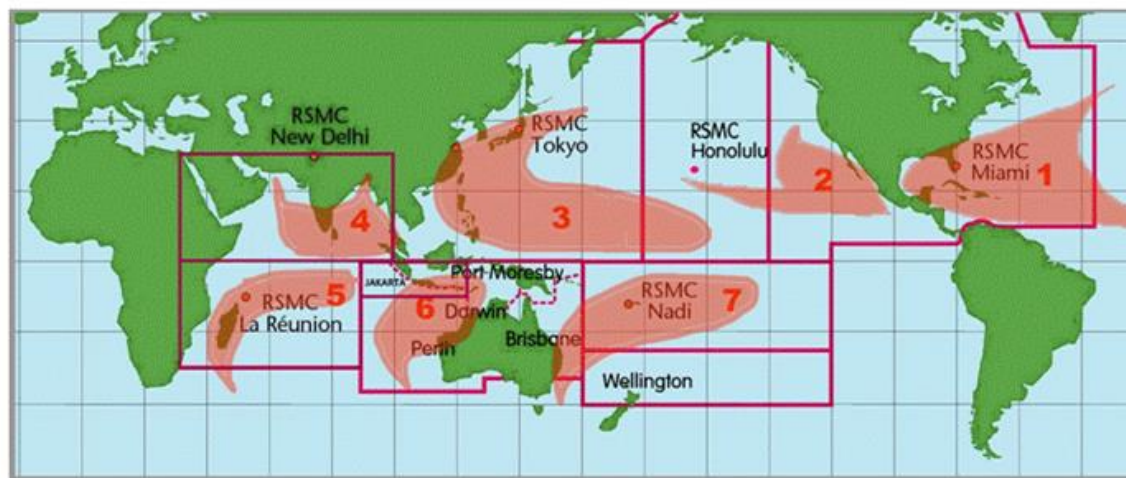 RSMC
New Delhi
RSMC
Tokyo
RSMC
Honolulu
RSMC
Miami
1
2
3
4
5
6
7
JAKARTA
Port Moresby
RSMC
La Réunion
Darwin
RSMC
Nadi
Perth
Brisbane
Wellington